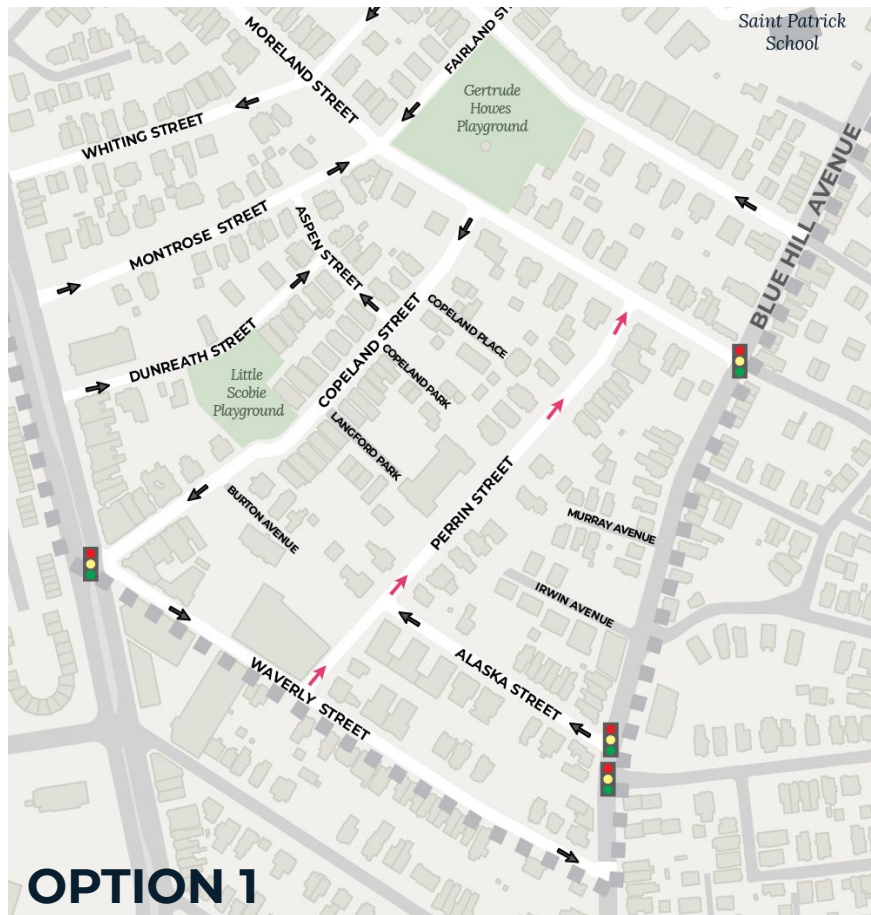 Saint Patrick
School
MORELAND STREET
FAIRLAND ST
Gertrude
Howes
Playground
WHITING STREET
BLUE HILL AVENUE
MONTROSE STREET
ASPEN STREET
COPELAND PLACE
DUNREATH STREET
COPELAND STREET
COPELAND PARK
Little
Scobie
Playground
LANGFORD PARK
PERRIN STREET
BURTON AVENUE
MURRAY AVENUE
IRWIN AVENUE
ALASKA STREET
WAVERLY STREET
OPTION 1